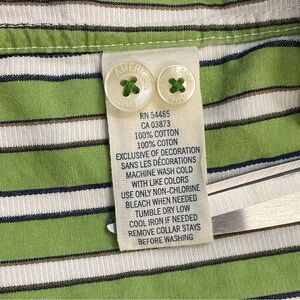 AMERICAN
RN 54485
CA 03873
100% COTTON
100% COTON
EXCLUSIVE OF DECORATION
SANS LES DÉCORATIONS
MACHINE WASH COLD
WITH LIKE COLORS
USE ONLY NON-CHLORINE
BLEACH WHEN NEEDED
TUMBLE DRY LOW
COOL IRON IF NEEDED
REMOVE COLLAR STAYS
BEFORE WASHING